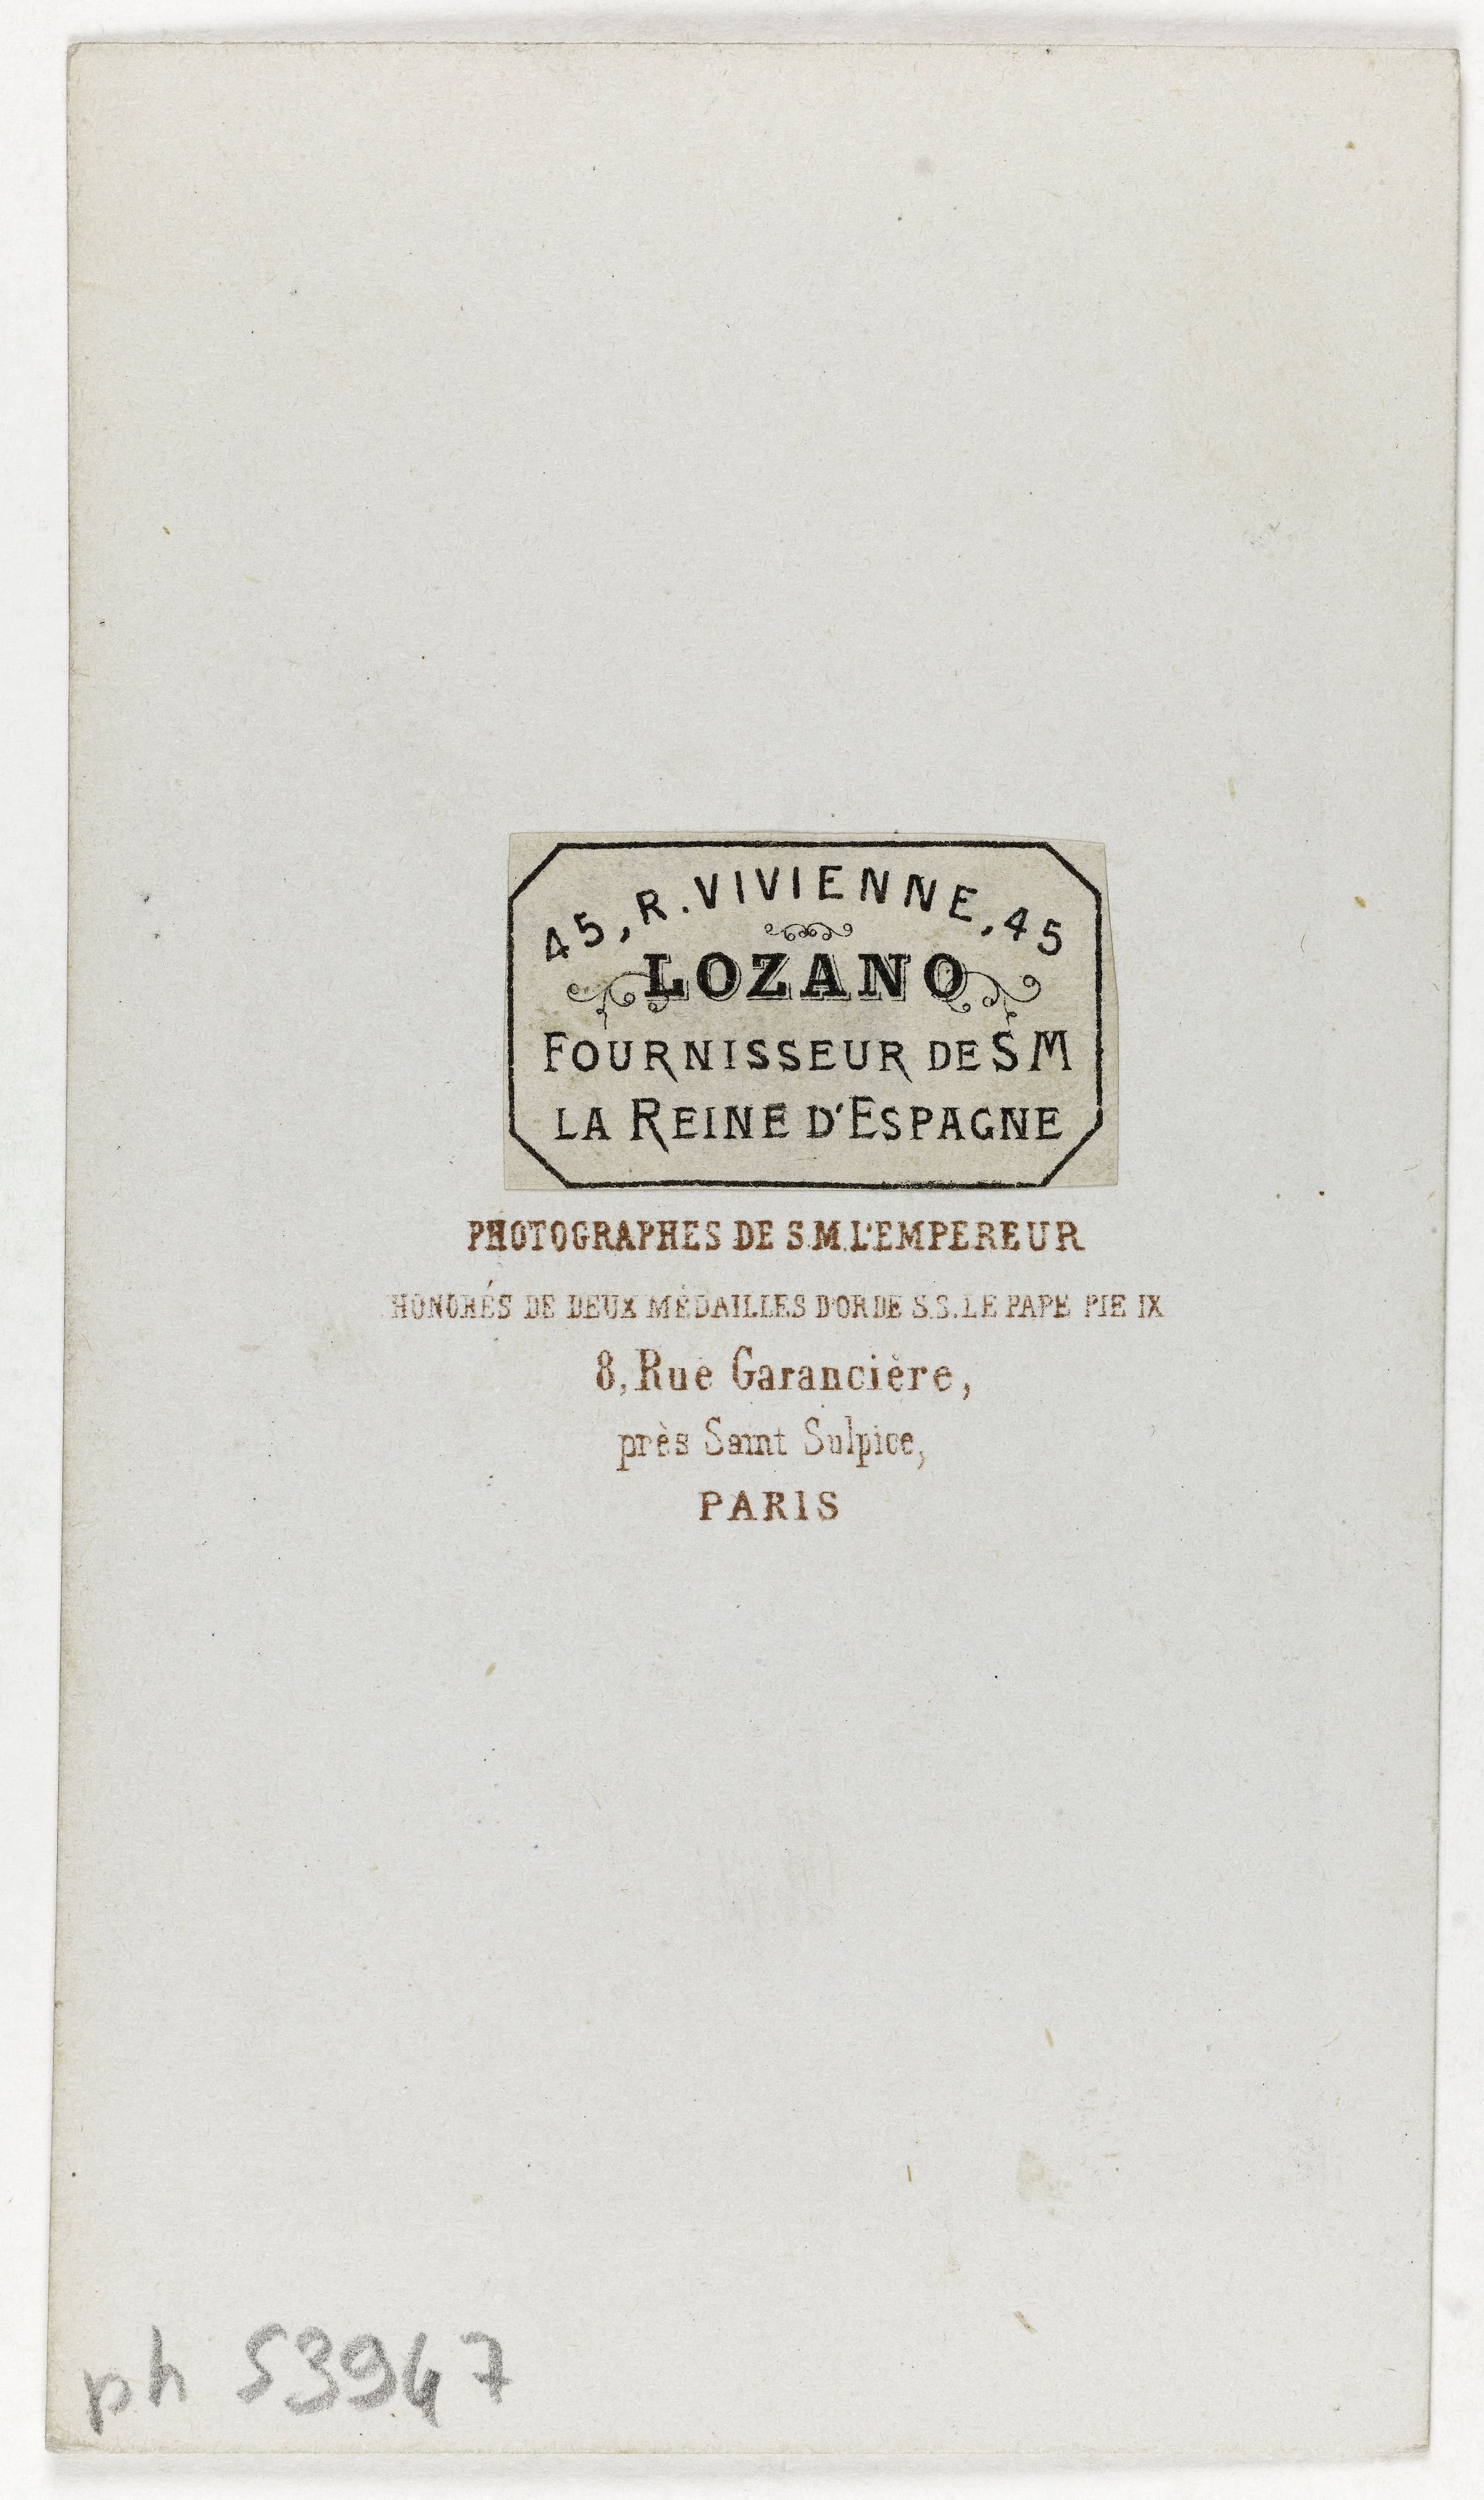 45, R. VIVIENNE, 45
LOZANO
FOURNISSEUR DE S M
LA REINE D'ESPAGNE
PHOTOGRAPHES DE S.M. L'EMPEREUR
HONORÉS DE DEUX MÉDAILLES D'OR DE S.S. LE PAPE PIE IX
8, Rue Garancière,
près Saint Sulpice,
PARIS
ph 53947